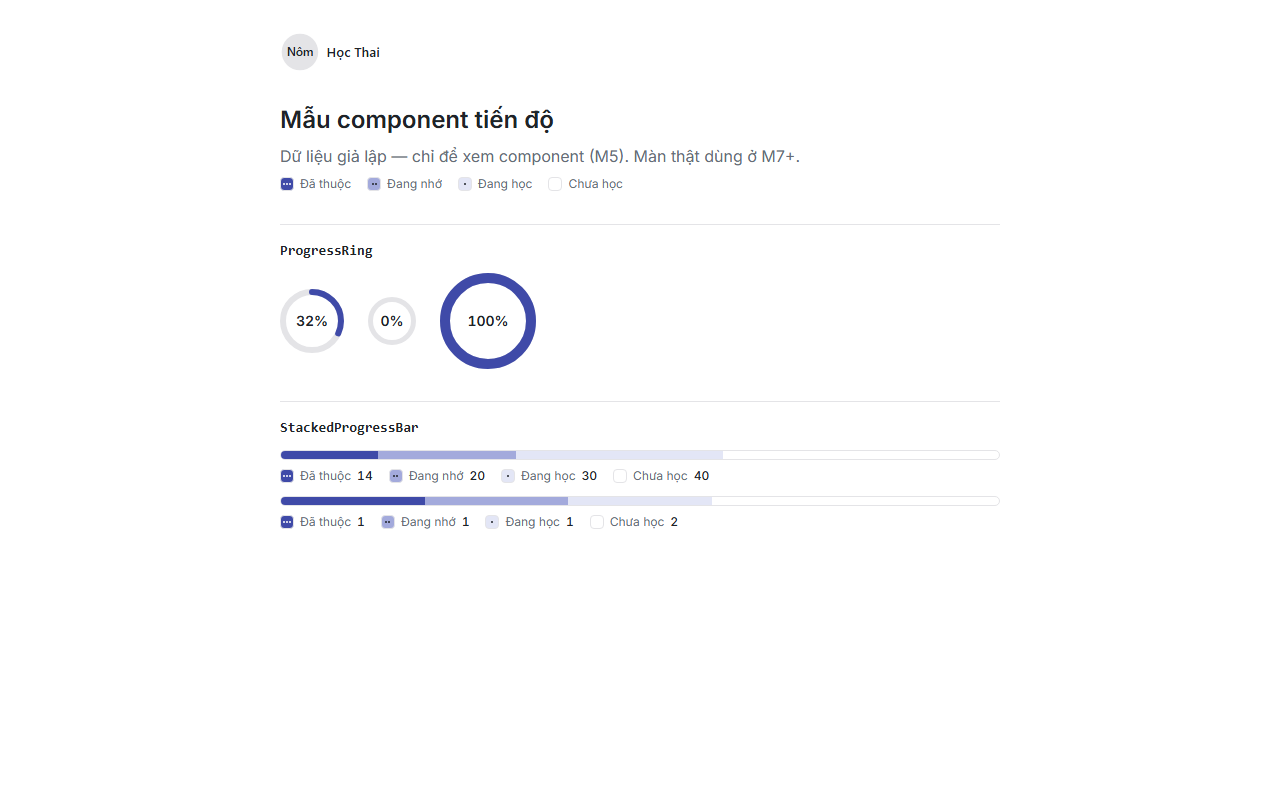 Nôm Học Thai
Mẫu component tiến độ
Dữ liệu giả lập — chỉ để xem component (M5). Màn thật dùng ở M7+.
Đã thuộc Đang nhớ Đang học Chưa học
ProgressRing
32% 0% 100%
StackedProgressBar
Đã thuộc 14 Đang nhớ 20 Đang học 30 Chưa học 40
Đã thuộc 1 Đang nhớ 1 Đang học 1 Chưa học 2